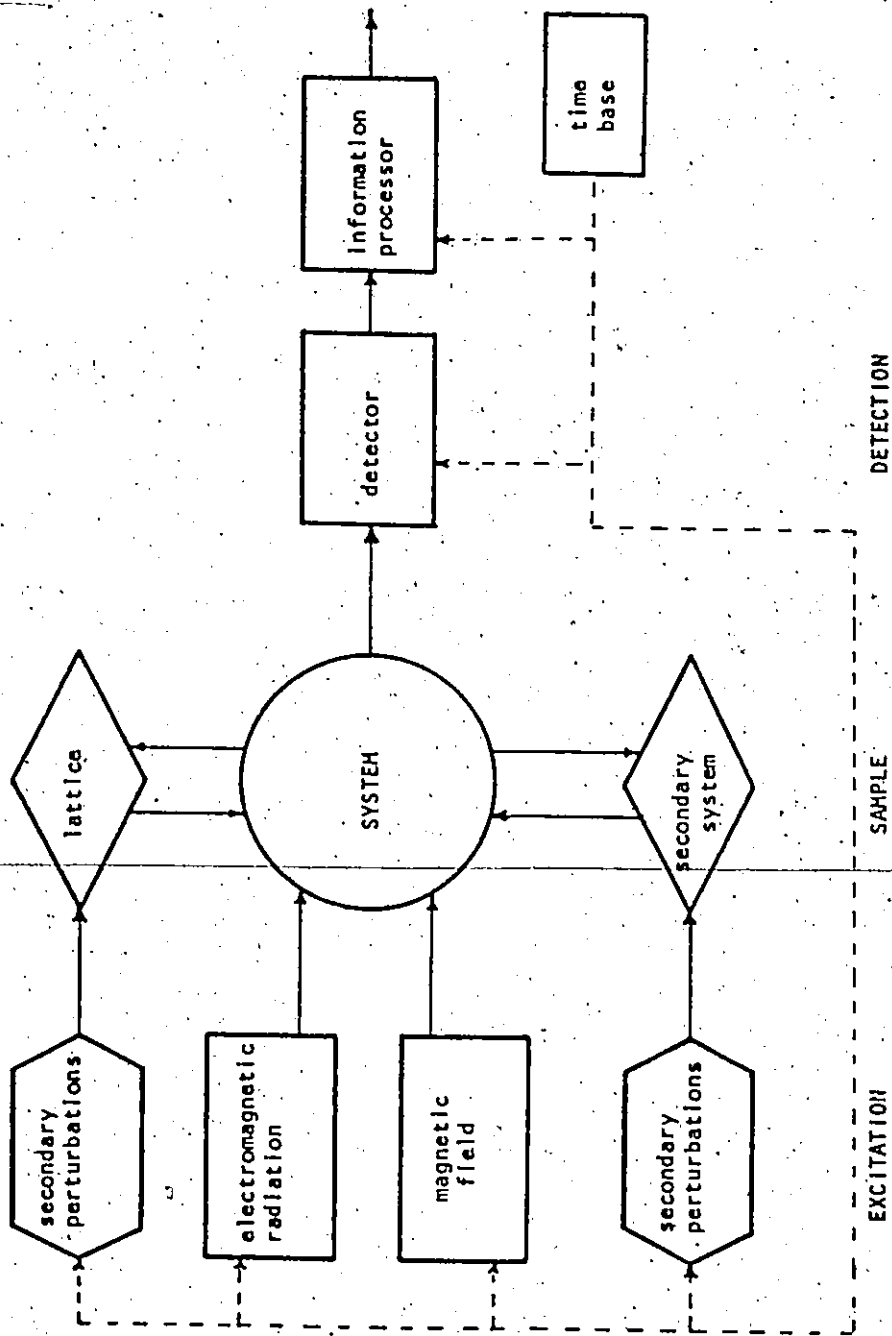 secondary
perturbations
electromagnetic
radiation
magnetic
field
secondary
perturbations
lattice
SYSTEM
secondary
system
detector
information
processor
time
base
EXCITATION
SAMPLE
DETECTION